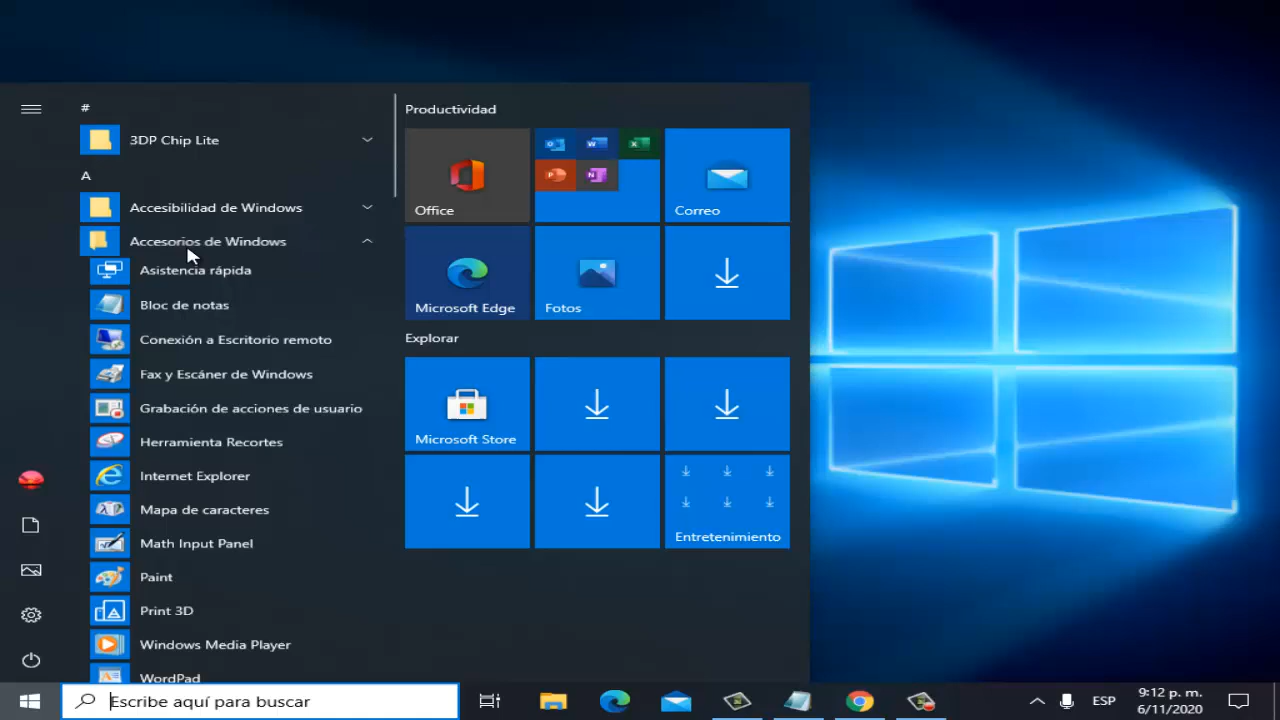 #
3DP Chip Lite
A
Accesibilidad de Windows
Accesorios de Windows
Asistencia rápida
Bloc de notas
Conexión a Escritorio remoto
Fax y Escáner de Windows
Grabación de acciones de usuario
Herramienta Recortes
Internet Explorer
Mapa de caracteres
Math Input Panel
Paint
Print 3D
Windows Media Player
WordPad
Productividad
Office
Correo
Microsoft Edge
Fotos
Explorar
Microsoft Store
Entretenimiento
Escribe aquí para buscar
ESP
9:12 p. m.
6/11/2020